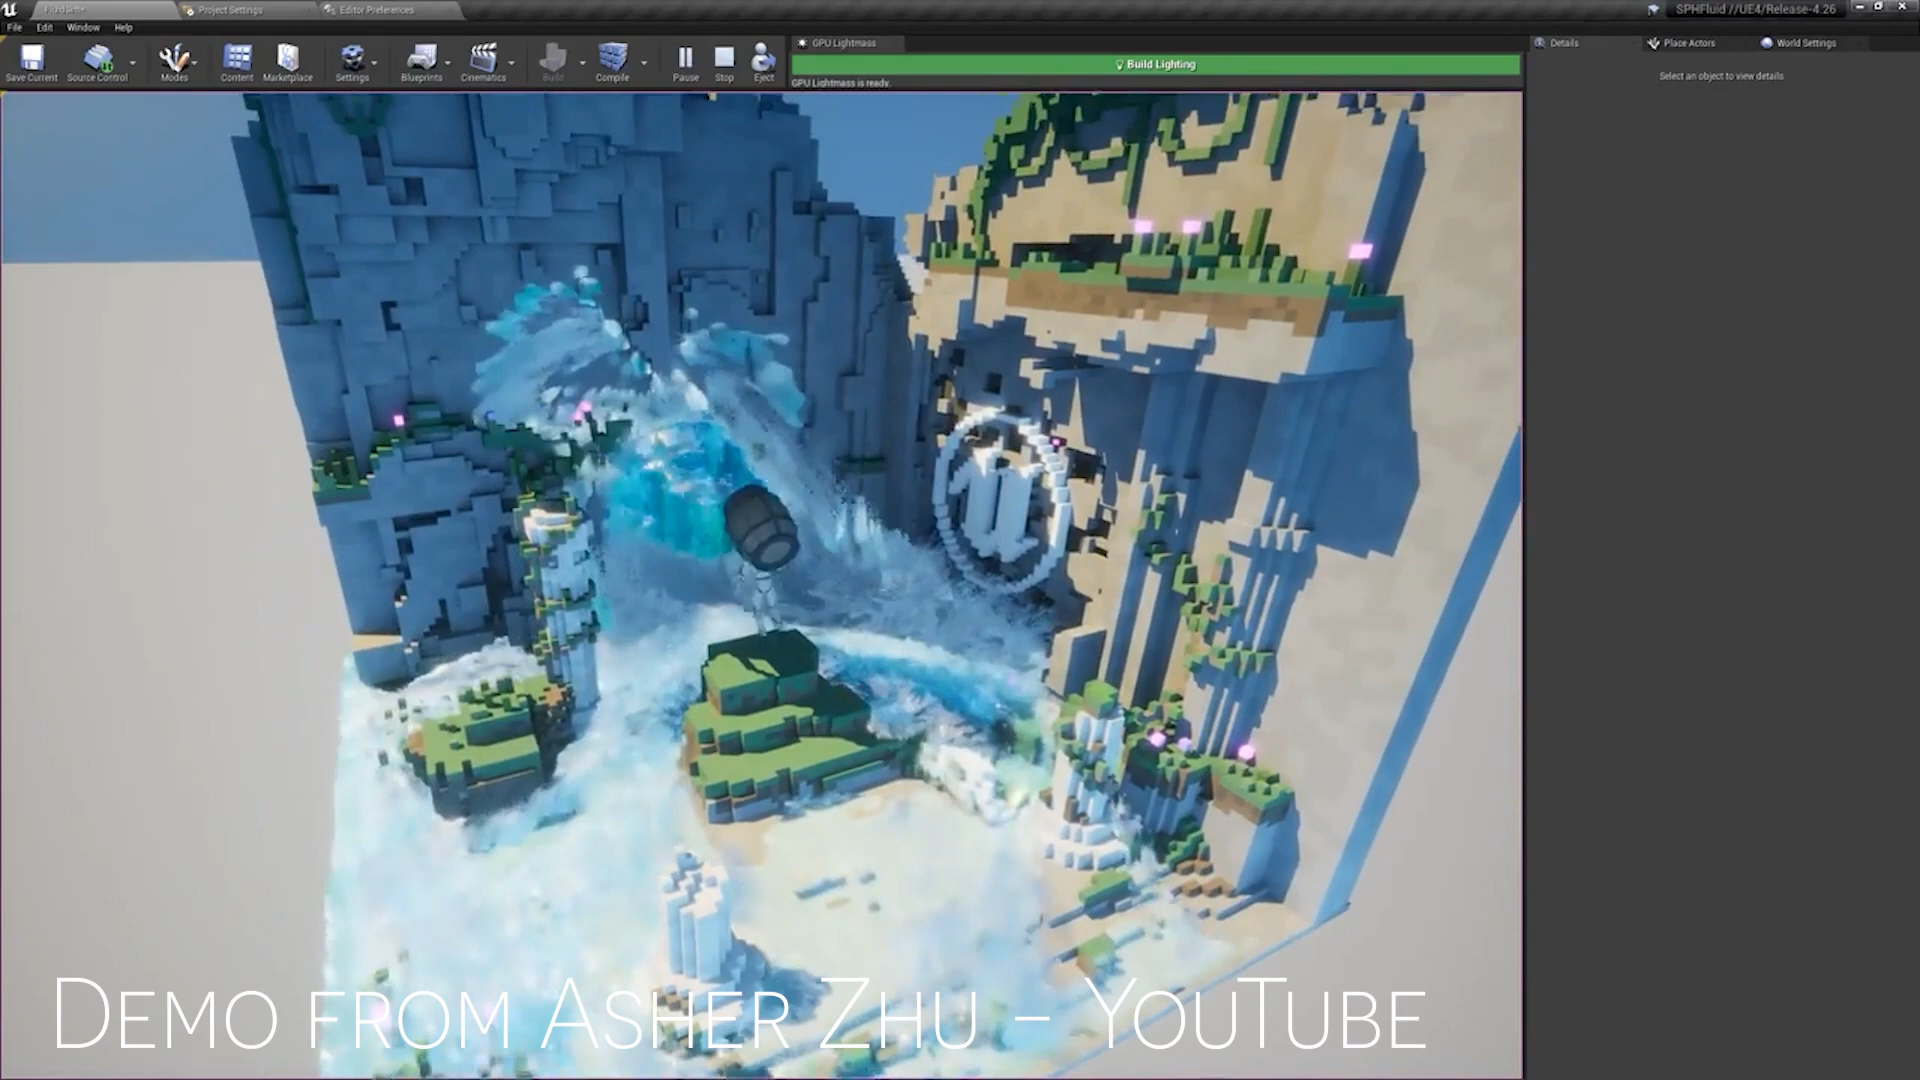 Project Settings
Editor Preferences
SPHFluid //UE4/Release-4.26
File Edit Window Help
Save Current Source Control Modes Content Marketplace Settings Blueprints Cinematics Build Compile Pause Stop Eject
GPU Lightmass
Build Lighting
GPU Lightmass is ready.
Details Place Actors World Settings
Select an object to view details
Demo from Asher Zhu – YouTube